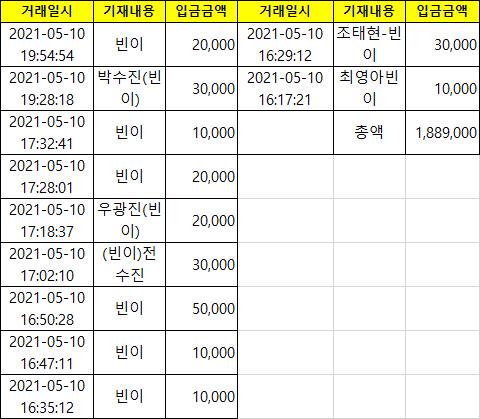 거래일시 기재내용 입금금액 거래일시 기재내용 입금금액
2021-05-10 19:54:54 빈이 20,000 2021-05-10 16:29:12 조태현-빈이 30,000
2021-05-10 19:28:18 박수진(빈이) 30,000 2021-05-10 16:17:21 최영아빈이 10,000
2021-05-10 17:32:41 빈이 10,000 총액 1,889,000
2021-05-10 17:28:01 빈이 20,000
2021-05-10 17:18:37 우광진(빈이) 20,000
2021-05-10 17:02:10 (빈이)전수진 30,000
2021-05-10 16:50:28 빈이 50,000
2021-05-10 16:47:11 빈이 10,000
2021-05-10 16:35:12 빈이 10,000